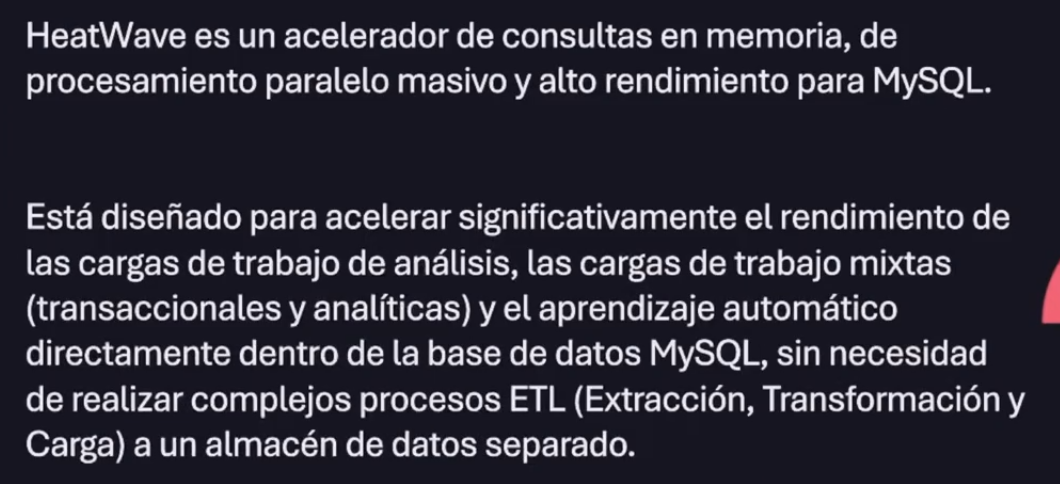 HeatWave es un acelerador de consultas en memoria, de
procesamiento paralelo masivo y alto rendimiento para MySQL.
Está diseñado para acelerar significativamente el rendimiento de
las cargas de trabajo de análisis, las cargas de trabajo mixtas
(transaccionales y analíticas) y el aprendizaje automático
directamente dentro de la base de datos MySQL, sin necesidad
de realizar complejos procesos ETL (Extracción, Transformación y
Carga) a un almacén de datos separado.